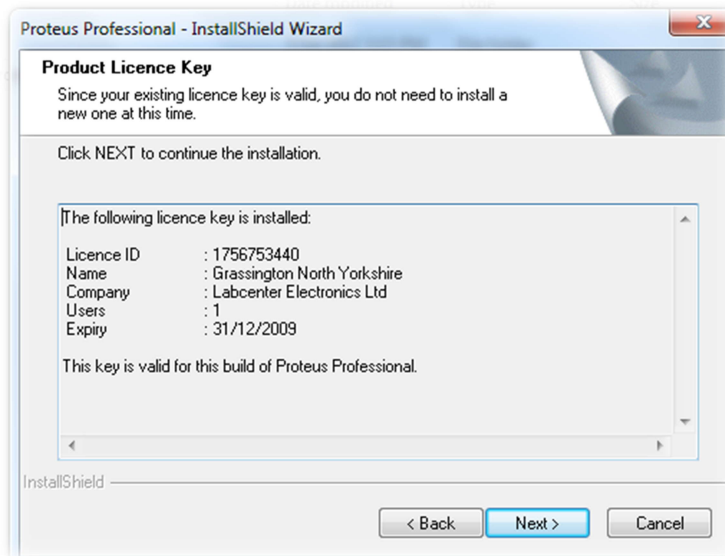 Proteus Professional - InstallShield Wizard
Product Licence Key
Since your existing licence key is valid, you do not need to install a
new one at this time.
Click NEXT to continue the installation.
The following licence key is installed:
Licence ID : 1756753440
Name : Grassington North Yorkshire
Company : Labcenter Electronics Ltd
Users : 1
Expiry : 31/12/2009
This key is valid for this build of Proteus Professional.
InstallShield
< Back Next > Cancel